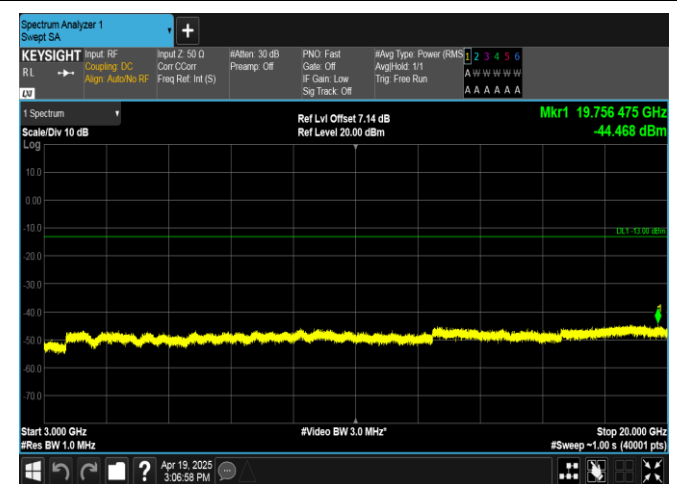 Spectrum Analyzer 1
Swept SA
+
KEYSIGHT
RL
LXI
Input: RF
Coupling: DC
Align: Auto/No RF
Input Z: 50 Ω
Corr CCorr
Freq Ref: Int (S)
#Atten: 30 dB
Preamp: Off
PNO: Fast
Gate: Off
IF Gain: Low
Sig Track: Off
#Avg Type: Power (RMS
Avg|Hold: 1/1
Trig: Free Run
1 2 3 4 5 6
A W W W W W
A A A A A A
1 Spectrum
Scale/Div 10 dB
Log
Ref Lvl Offset 7.14 dB
Ref Level 20.00 dBm
Mkr1 19.756 475 GHz
-44.468 dBm
10.0
0.00
-10.0
DL1 -13.00 dBm
-20.0
-30.0
-40.0
1
-50.0
-60.0
-70.0
Start 3.000 GHz
#Res BW 1.0 MHz
#Video BW 3.0 MHz*
Stop 20.000 GHz
#Sweep ~1.00 s (40001 pts)
?
Apr 19, 2025
3:06:58 PM